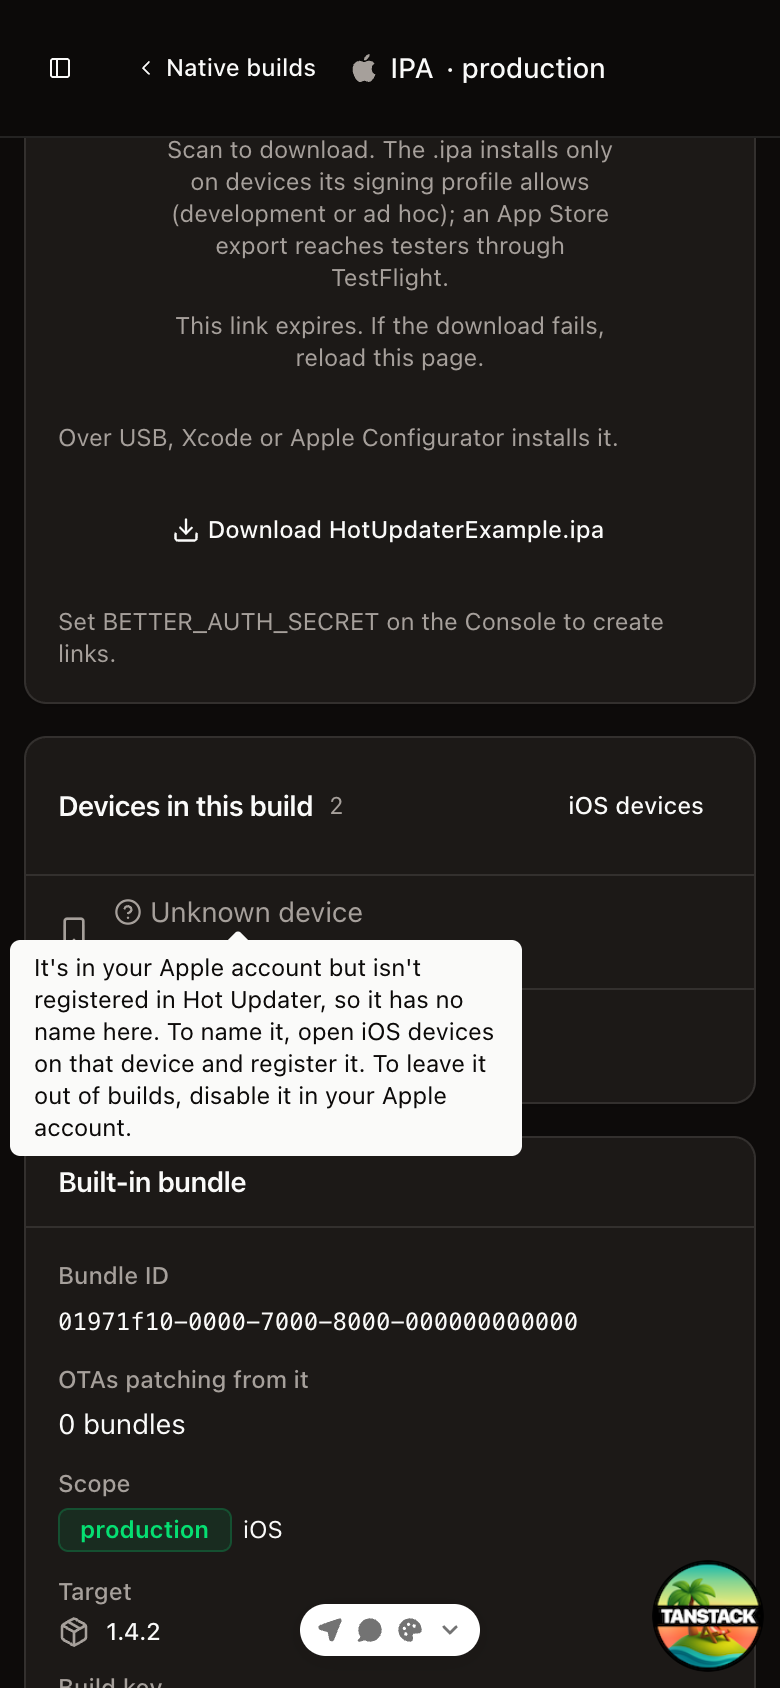 Native builds
IPA · production
Scan to download. The .ipa installs only
on devices its signing profile allows
(development or ad hoc); an App Store
export reaches testers through
TestFlight.
This link expires. If the download fails,
reload this page.
Over USB, Xcode or Apple Configurator installs it.
Download HotUpdaterExample.ipa
Set BETTER_AUTH_SECRET on the Console to create
links.
Devices in this build 2
iOS devices
Unknown device
It's in your Apple account but isn't
registered in Hot Updater, so it has no
name here. To name it, open iOS devices
on that device and register it. To leave it
out of builds, disable it in your Apple
account.
Built-in bundle
Bundle ID
01971f10-0000-7000-8000-000000000000
OTAs patching from it
0 bundles
Scope
production iOS
Target
1.4.2
TANSTACK
Build key